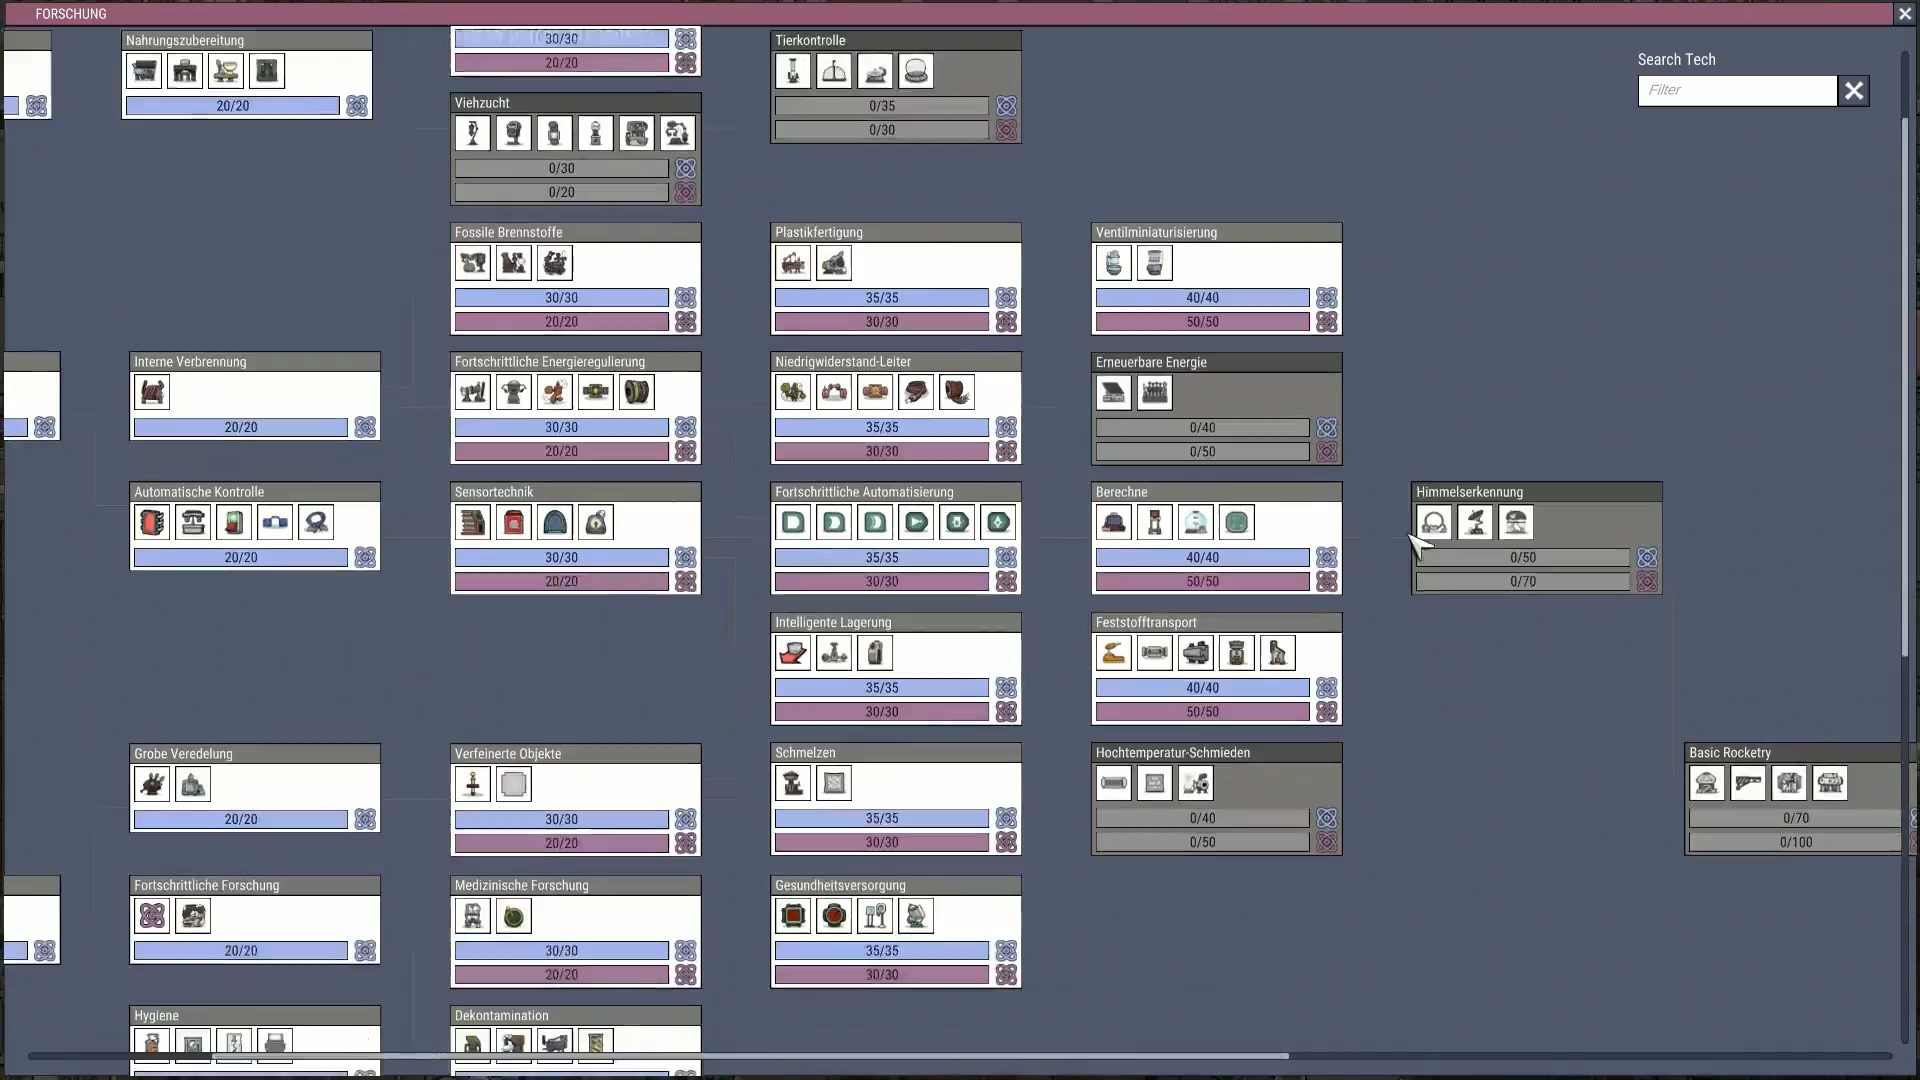 FORSCHUNG
Search Tech
Filter
Nahrungszubereitung
20/20
30/30
20/20
Tierkontrolle
0/35
0/30
Viehzucht
0/30
0/20
Fossile Brennstoffe
30/30
20/20
Plastikfertigung
35/35
30/30
Ventilminiaturisierung
40/40
50/50
Interne Verbrennung
20/20
Fortschrittliche Energieregulierung
30/30
20/20
Niedrigwiderstand-Leiter
35/35
30/30
Erneuerbare Energie
0/40
0/50
Automatische Kontrolle
20/20
Sensortechnik
30/30
20/20
Fortschrittliche Automatisierung
35/35
30/30
Berechne
40/40
50/50
Himmelserkennung
0/50
0/70
Intelligente Lagerung
35/35
30/30
Feststofftransport
40/40
50/50
Grobe Veredelung
20/20
Verfeinerte Objekte
30/30
20/20
Schmelzen
35/35
30/30
Hochtemperatur-Schmieden
0/40
0/50
Basic Rocketry
0/70
0/100
Fortschrittliche Forschung
20/20
Medizinische Forschung
30/30
20/20
Gesundheitsversorgung
35/35
30/30
Hygiene
Dekontamination